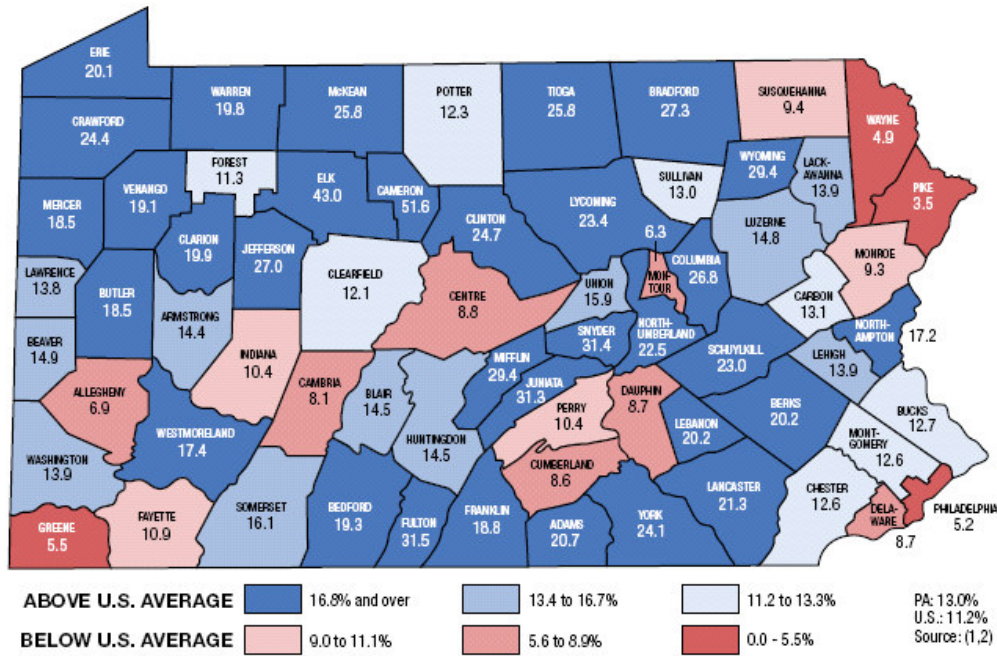 ERIE
20.1
WARREN
19.8
McKEAN
25.8
POTTER
12.3
TIOGA
25.8
BRADFORD
27.3
SUSQUEHANNA
9.4
WAYNE
4.9
CRAWFORD
24.4
FOREST
11.3
ELK
43.0
CAMERON
51.6
SULLIVAN
13.0
WYOMING
29.4
LACK-
AWANNA
13.9
PIKE
3.5
MERCER
18.5
VENANGO
19.1
CLARION
19.9
JEFFERSON
27.0
CLINTON
24.7
LYCOMING
23.4
6.3
MON-
TOUR
COLUMBIA
26.8
LUZERNE
14.8
MONROE
9.3
LAWRENCE
13.8
BUTLER
18.5
ARMSTRONG
14.4
CLEARFIELD
12.1
CENTRE
8.8
UNION
15.9
CARBON
13.1
BEAVER
14.9
INDIANA
10.4
SNYDER
31.4
NORTH-
UMBERLAND
22.5
SCHUYLKILL
23.0
NORTH-
AMPTON
17.2
ALLEGHENY
6.9
CAMBRIA
8.1
BLAIR
14.5
MIFFLIN
29.4
JUNIATA
31.3
DAUPHIN
8.7
LEHIGH
13.9
WESTMORELAND
17.4
HUNTINGDON
14.5
PERRY
10.4
LEBANON
20.2
BERKS
20.2
BUCKS
12.7
WASHINGTON
13.9
CUMBERLAND
8.6
MONT-
GOMERY
12.6
GREENE
5.5
FAYETTE
10.9
SOMERSET
16.1
BEDFORD
19.3
FULTON
31.5
FRANKLIN
18.8
ADAMS
20.7
YORK
24.1
LANCASTER
21.3
CHESTER
12.6
DELA-
WARE
8.7
PHILADELPHIA
5.2
ABOVE U.S. AVERAGE
16.8% and over
13.4 to 16.7%
11.2 to 13.3%
BELOW U.S. AVERAGE
9.0 to 11.1%
5.6 to 8.9%
0.0 - 5.5%
PA: 13.0%
U.S.: 11.2%
Source: (1,2)